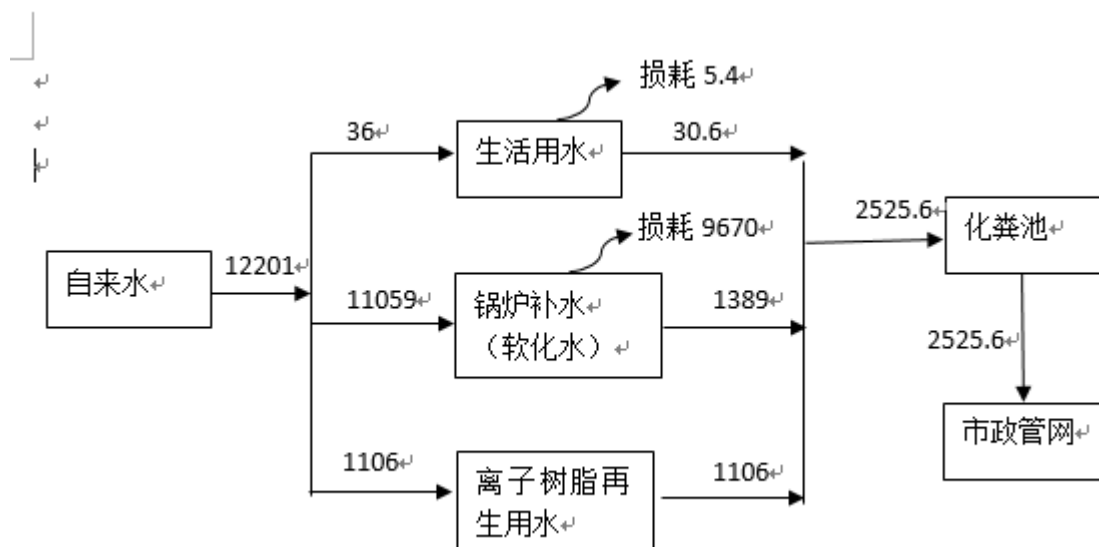 损耗 5.4
36
生活用水
30.6
2525.6
化粪池
损耗 9670
自来水
12201
11059
锅炉补水
（软化水）
1389
2525.6
市政管网
1106
离子树脂再
生用水
1106